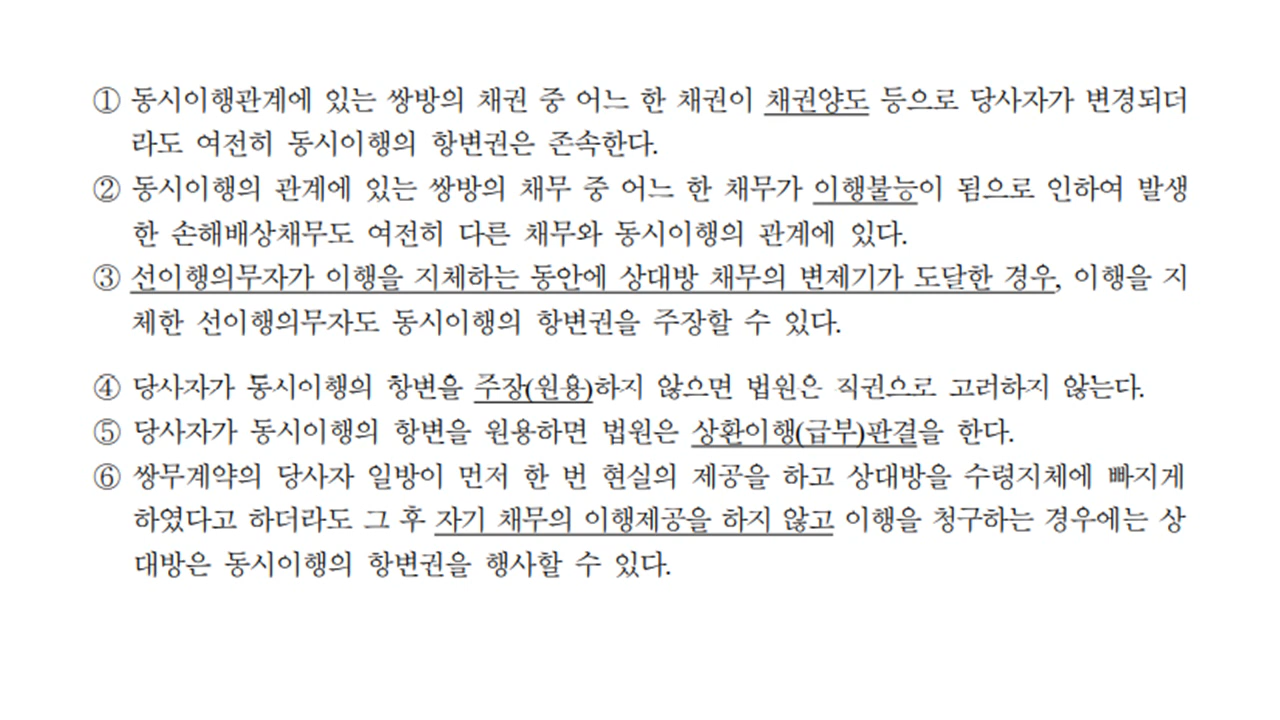 ① 동시이행관계에 있는 쌍방의 채권 중 어느 한 채권이 채권양도 등으로 당사자가 변경되더
라도 여전히 동시이행의 항변권은 존속한다.
② 동시이행의 관계에 있는 쌍방의 채무 중 어느 한 채무가 이행불능이 됨으로 인하여 발생
한 손해배상채무도 여전히 다른 채무와 동시이행의 관계에 있다.
③ 선이행의무자가 이행을 지체하는 동안에 상대방 채무의 변제기가 도달한 경우, 이행을 지
체한 선이행의무자도 동시이행의 항변권을 주장할 수 있다.
④ 당사자가 동시이행의 항변을 주장(원용)하지 않으면 법원은 직권으로 고려하지 않는다.
⑤ 당사자가 동시이행의 항변을 원용하면 법원은 상환이행(급부)판결을 한다.
⑥ 쌍무계약의 당사자 일방이 먼저 한 번 현실의 제공을 하고 상대방을 수령지체에 빠지게
하였다고 하더라도 그 후 자기 채무의 이행제공을 하지 않고 이행을 청구하는 경우에는 상
대방은 동시이행의 항변권을 행사할 수 있다.